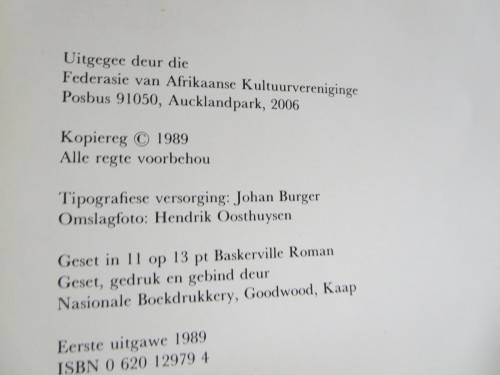 Uitgegee deur die
Federasie van Afrikaanse Kultuurvereniginge
Posbus 91050, Aucklandpark, 2006
Kopiereg © 1989
Alle regte voorbehou
Tipografiese versorging: Johan Burger
Omslagfoto: Hendrik Oosthuysen
Geset in 11 op 13 pt Baskerville Roman
Geset, gedruk en gebind deur
Nasionale Boekdrukkery, Goodwood, Kaap
Eerste uitgawe 1989
ISBN 0 620 12979 4